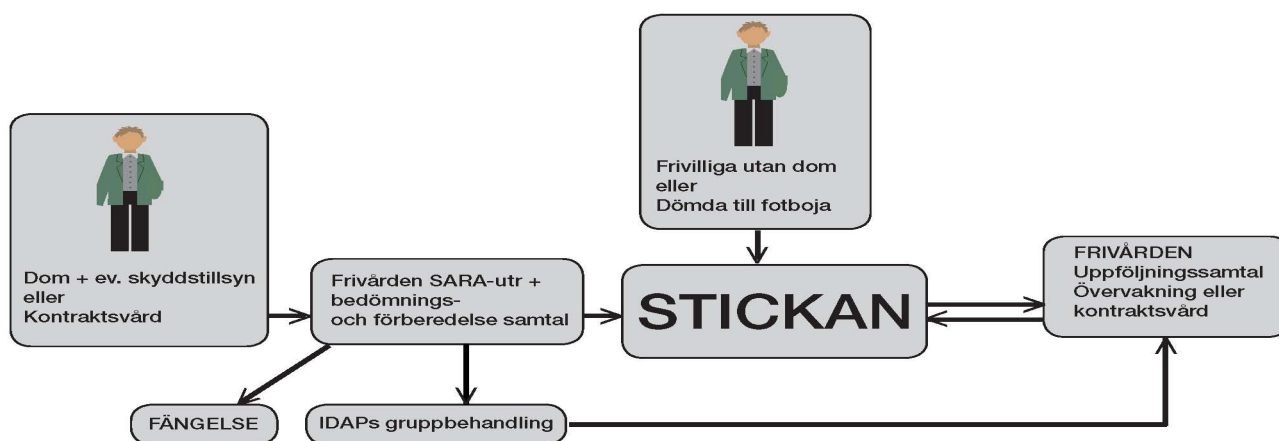 Frivilliga utan dom
eller
Dömda till fotboja
Dom + ev. skyddstillsyn
eller
Kontraktsvård
Frivården SARA-utr +
bedömnings-
och förberedelse samtal
STICKAN
FRIVÅRDEN
Uppföljningssamtal
Övervakning eller
kontraktsvård
FÄNGELSE
IDAPs gruppbehandling